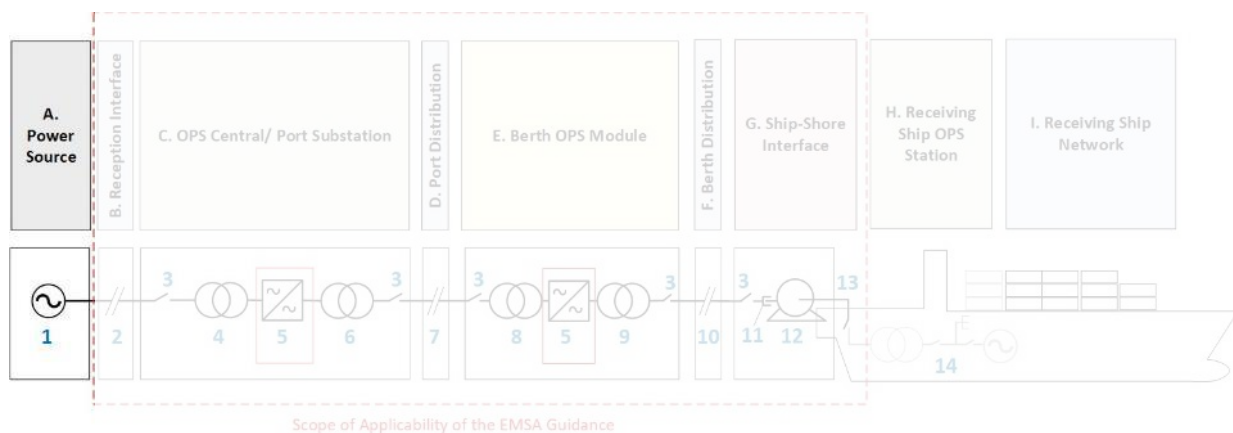 A.
Power
Source
B. Reception Interface
C. OPS Central/ Port Substation
D. Port Distribution
E. Berth OPS Module
F. Berth Distribution
G. Ship-Shore
Interface
H. Receiving
Ship OPS
Station
I. Receiving Ship
Network
1
2
3
4
5
6
3
7
3
8
5
9
3
10
3
11
12
13
14
Scope of Applicability of the EMSA Guidance